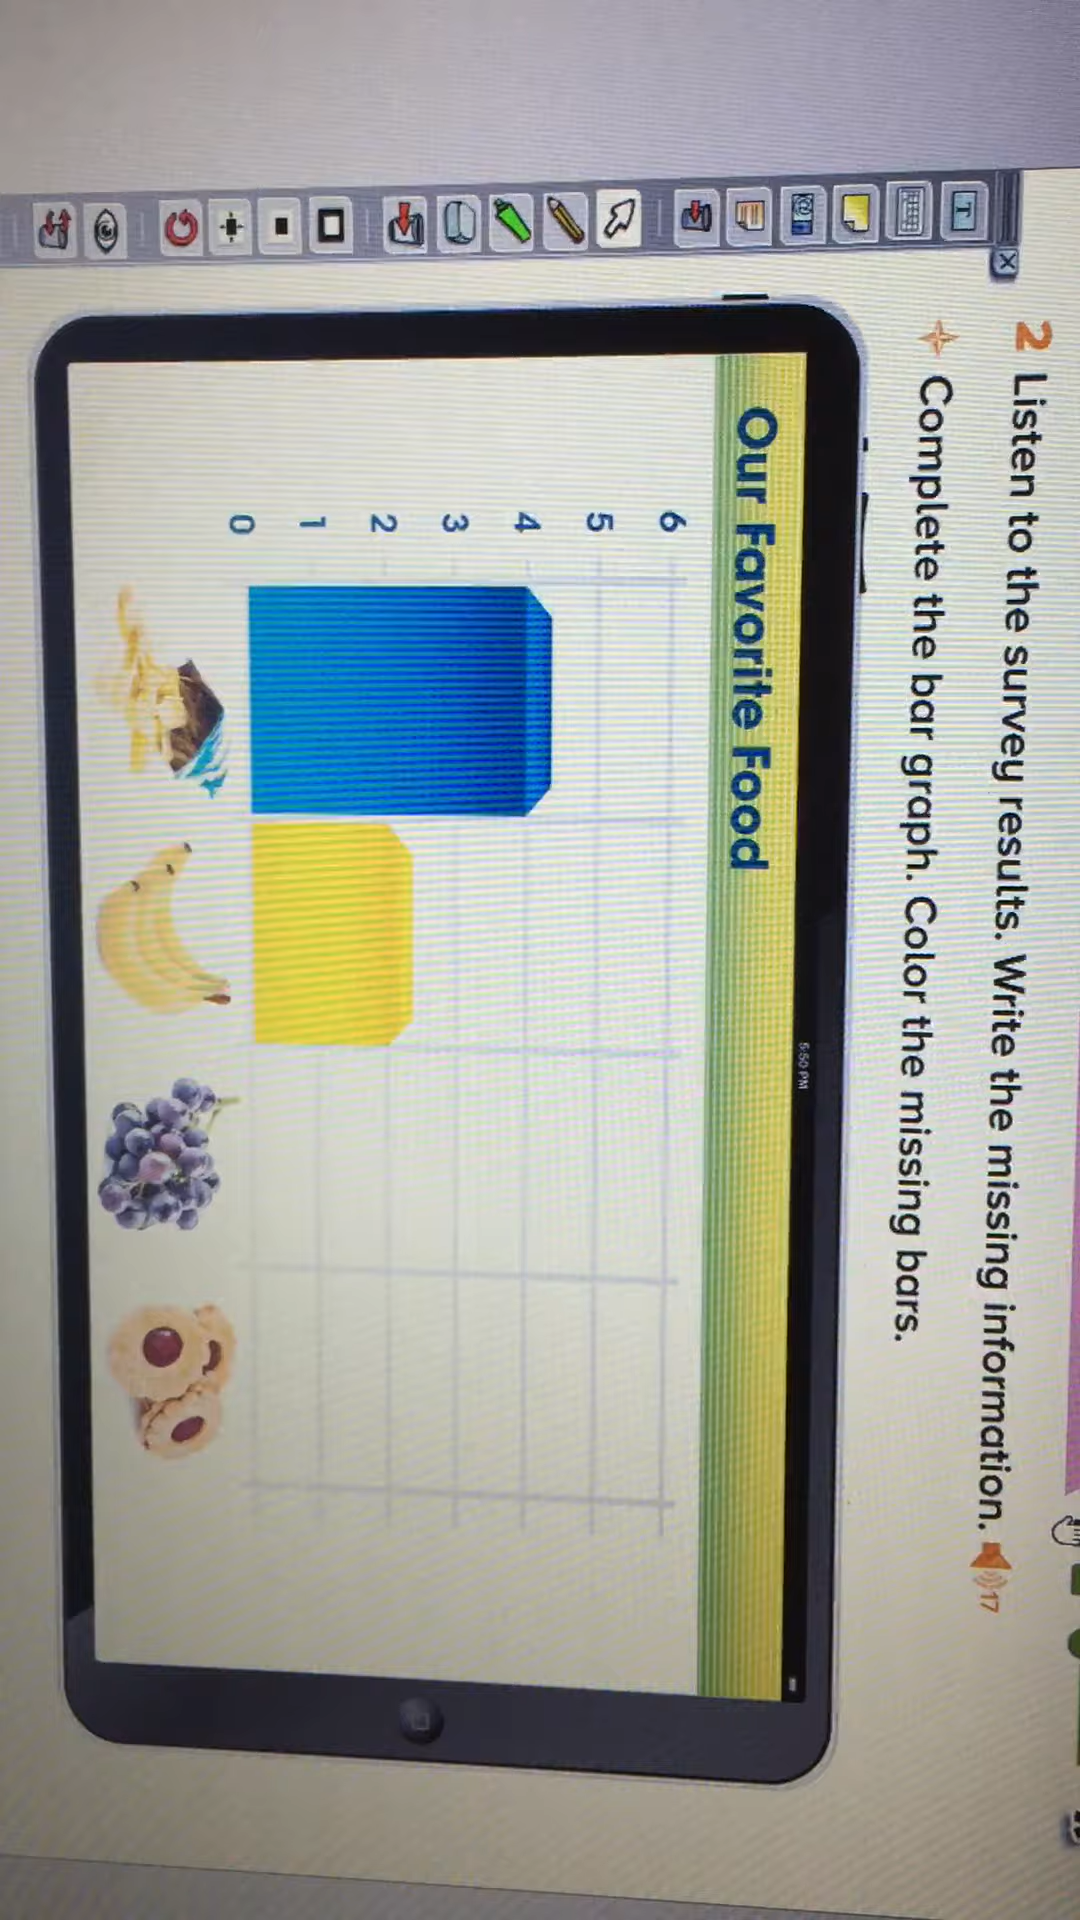 2 Listen to the survey results. Write the missing information. 17
Complete the bar graph. Color the missing bars.
5:50 PM
Our Favorite Food
6
5
4
3
2
1
0
T
X